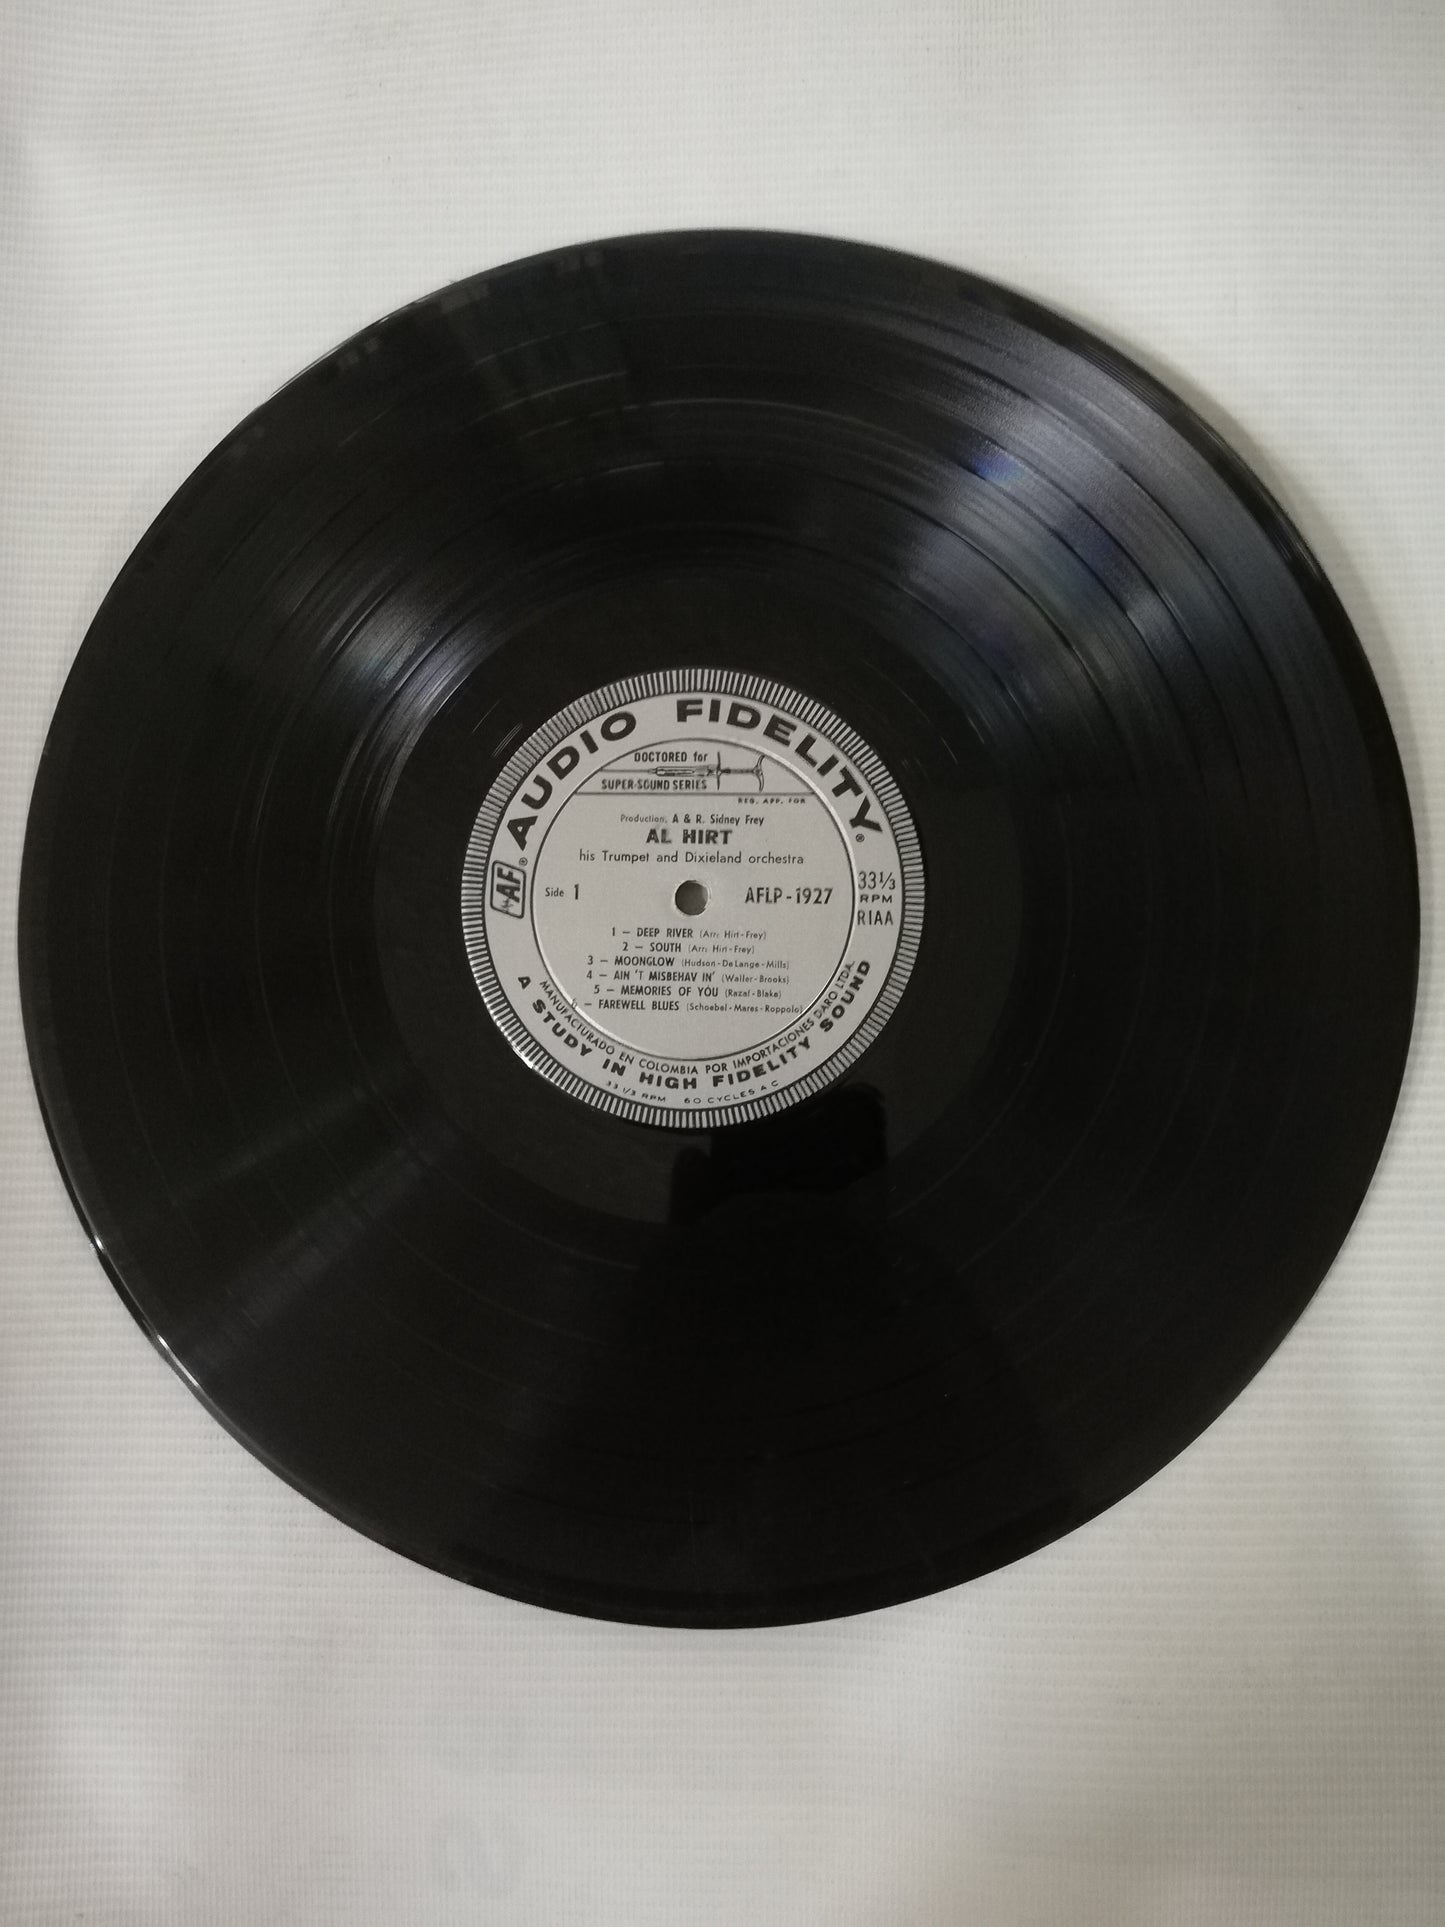 AUDIO FIDELITY®
DOCTORED for
SUPER-SOUND SERIES
REG. APP. FOR
Production: A & R. Sidney Frey
AL HIRT
his Trumpet and Dixieland orchestra
AF®
Side 1
AFLP - 1927
33⅓
RPM
RIAA
1 — DEEP RIVER (Arr: Hirt-Frey)
2 — SOUTH (Arr: Hirt-Frey)
3 — MOONGLOW (Hudson-DeLange-Mills)
4 — AIN 'T MISBEHAV IN' (Waller-Brooks)
5 — MEMORIES OF YOU (Razaf-Blake)
6 — FAREWELL BLUES (Schoebel-Mares-Roppolo)
MANUFACTURADO EN COLOMBIA POR IMPORTACIONES DARO LTDA.
A STUDY IN HIGH FIDELITY SOUND
33 1/3 RPM 60 CYCLES A C